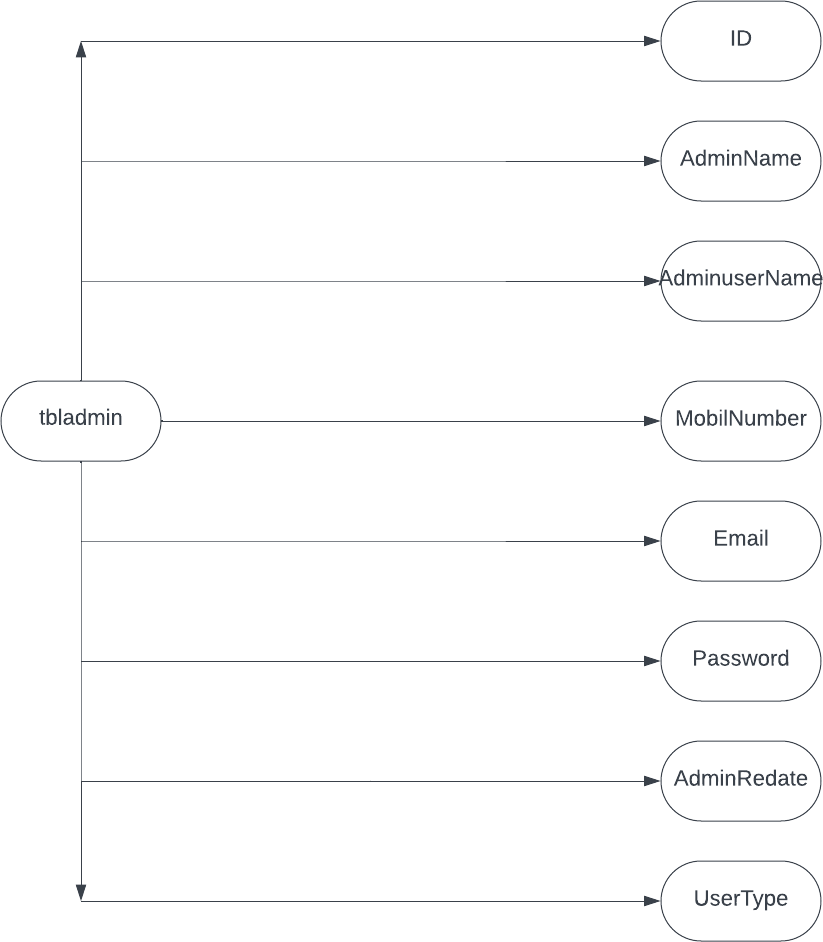 ID
AdminName
AdminuserName
tbladmin
MobilNumber
Email
Password
AdminRedate
UserType